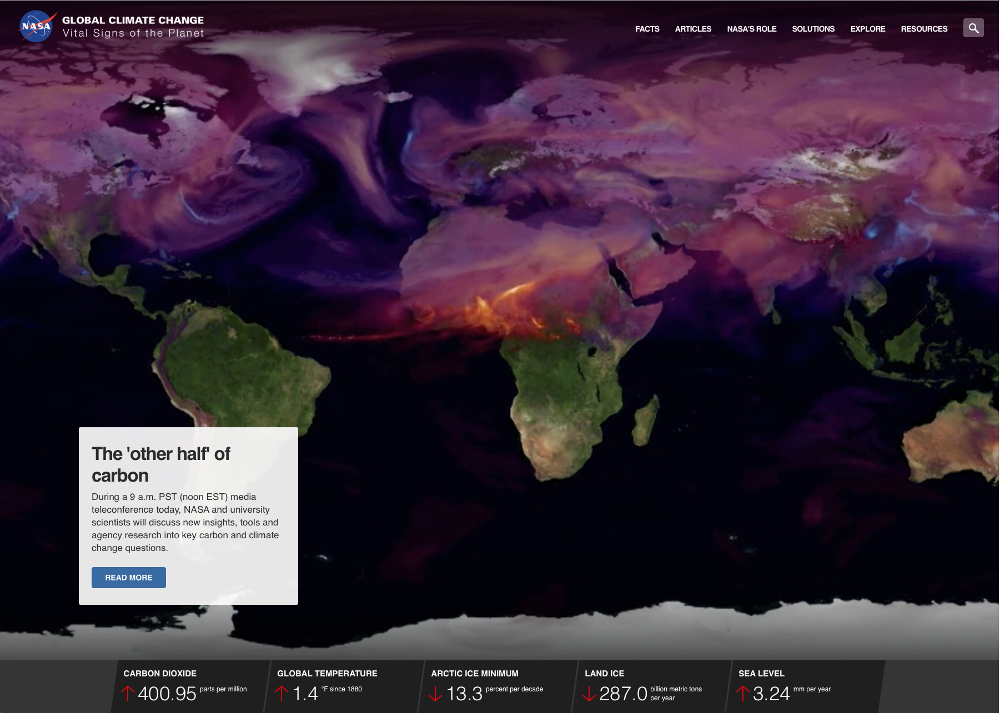 NASA
GLOBAL CLIMATE CHANGE
Vital Signs of the Planet
FACTS ARTICLES NASA'S ROLE SOLUTIONS EXPLORE RESOURCES
The 'other half' of
carbon
During a 9 a.m. PST (noon EST) media
teleconference today, NASA and university
scientists will discuss new insights, tools and
agency research into key carbon and climate
change questions.
READ MORE
CARBON DIOXIDE
400.95 parts per million
GLOBAL TEMPERATURE
1.4 °F since 1880
ARCTIC ICE MINIMUM
13.3 percent per decade
LAND ICE
287.0 billion metric tons
per year
SEA LEVEL
3.24 mm per year